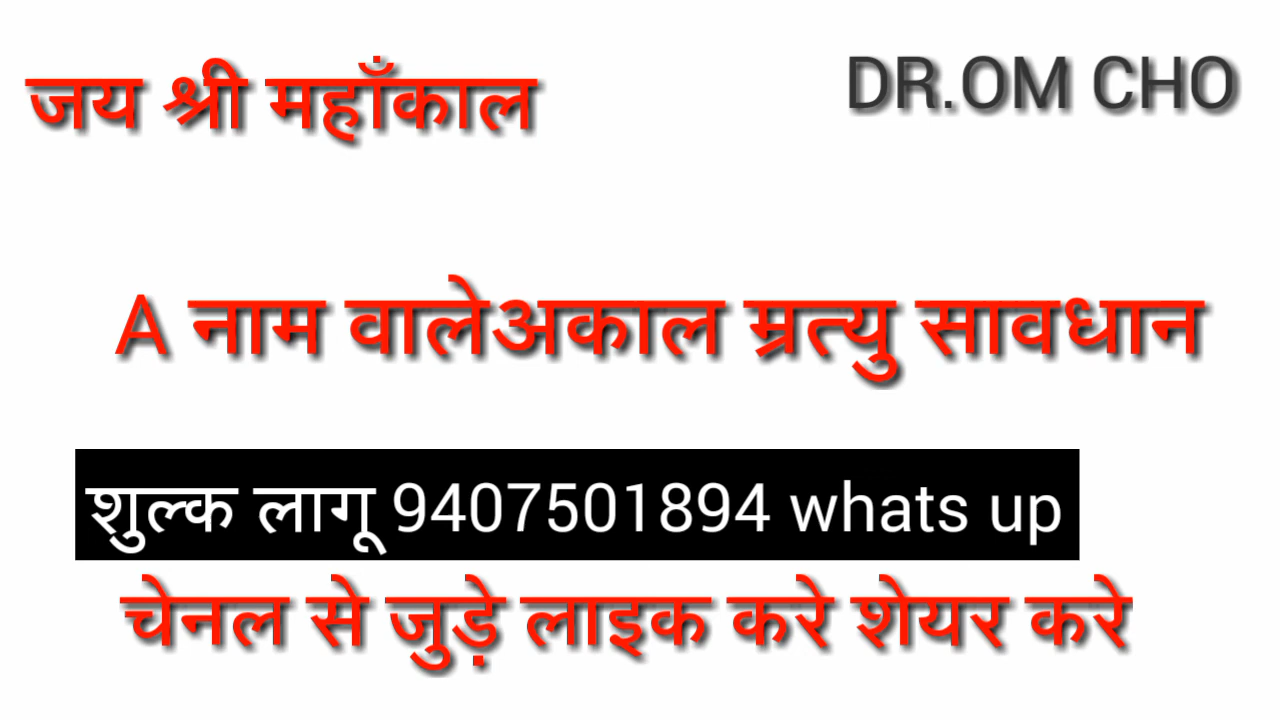 जय श्री महाँकाल
DR.OM CHO
A नाम वालेअकाल म्रत्यु सावधान
शुल्क लागू 9407501894 whats up
चेनल से जुड़े लाइक करे शेयर करे